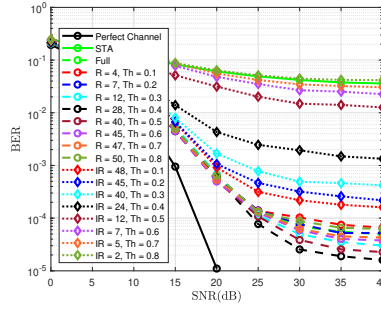 10^0
10^-1
10^-2
10^-3
10^-4
10^-5
BER
Perfect Channel
STA
Full
R = 4, Th = 0.1
R = 7, Th = 0.2
R = 12, Th = 0.3
R = 28, Th = 0.4
R = 40, Th = 0.5
R = 45, Th = 0.6
R = 47, Th = 0.7
R = 50, Th = 0.8
IR = 48, Th = 0.1
IR = 45, Th = 0.2
IR = 40, Th = 0.3
IR = 24, Th = 0.4
IR = 12, Th = 0.5
IR = 7, Th = 0.6
IR = 5, Th = 0.7
IR = 2, Th = 0.8
0 15 20 25 30 35
SNR(dB)